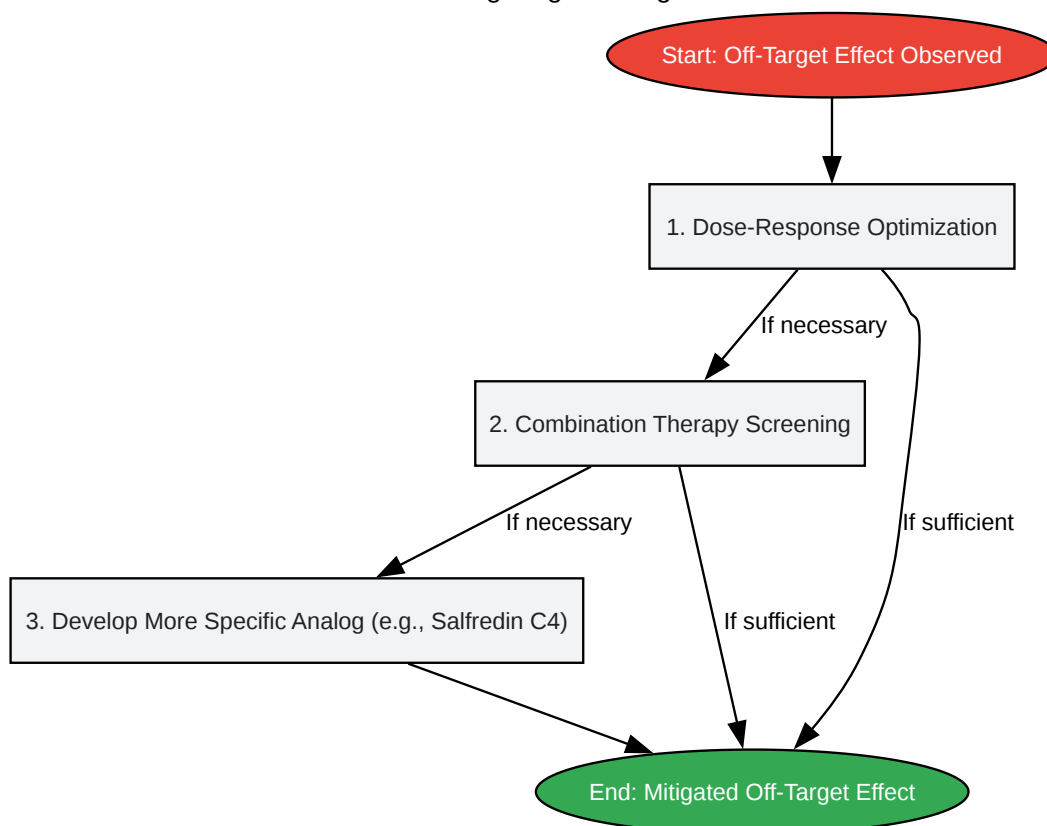 Start: Off-Target Effect Observed
1. Dose-Response Optimization
If necessary
2. Combination Therapy Screening
If necessary
If sufficient
3. Develop More Specific Analog (e.g., Salfredin C4)
If sufficient
End: Mitigated Off-Target Effect